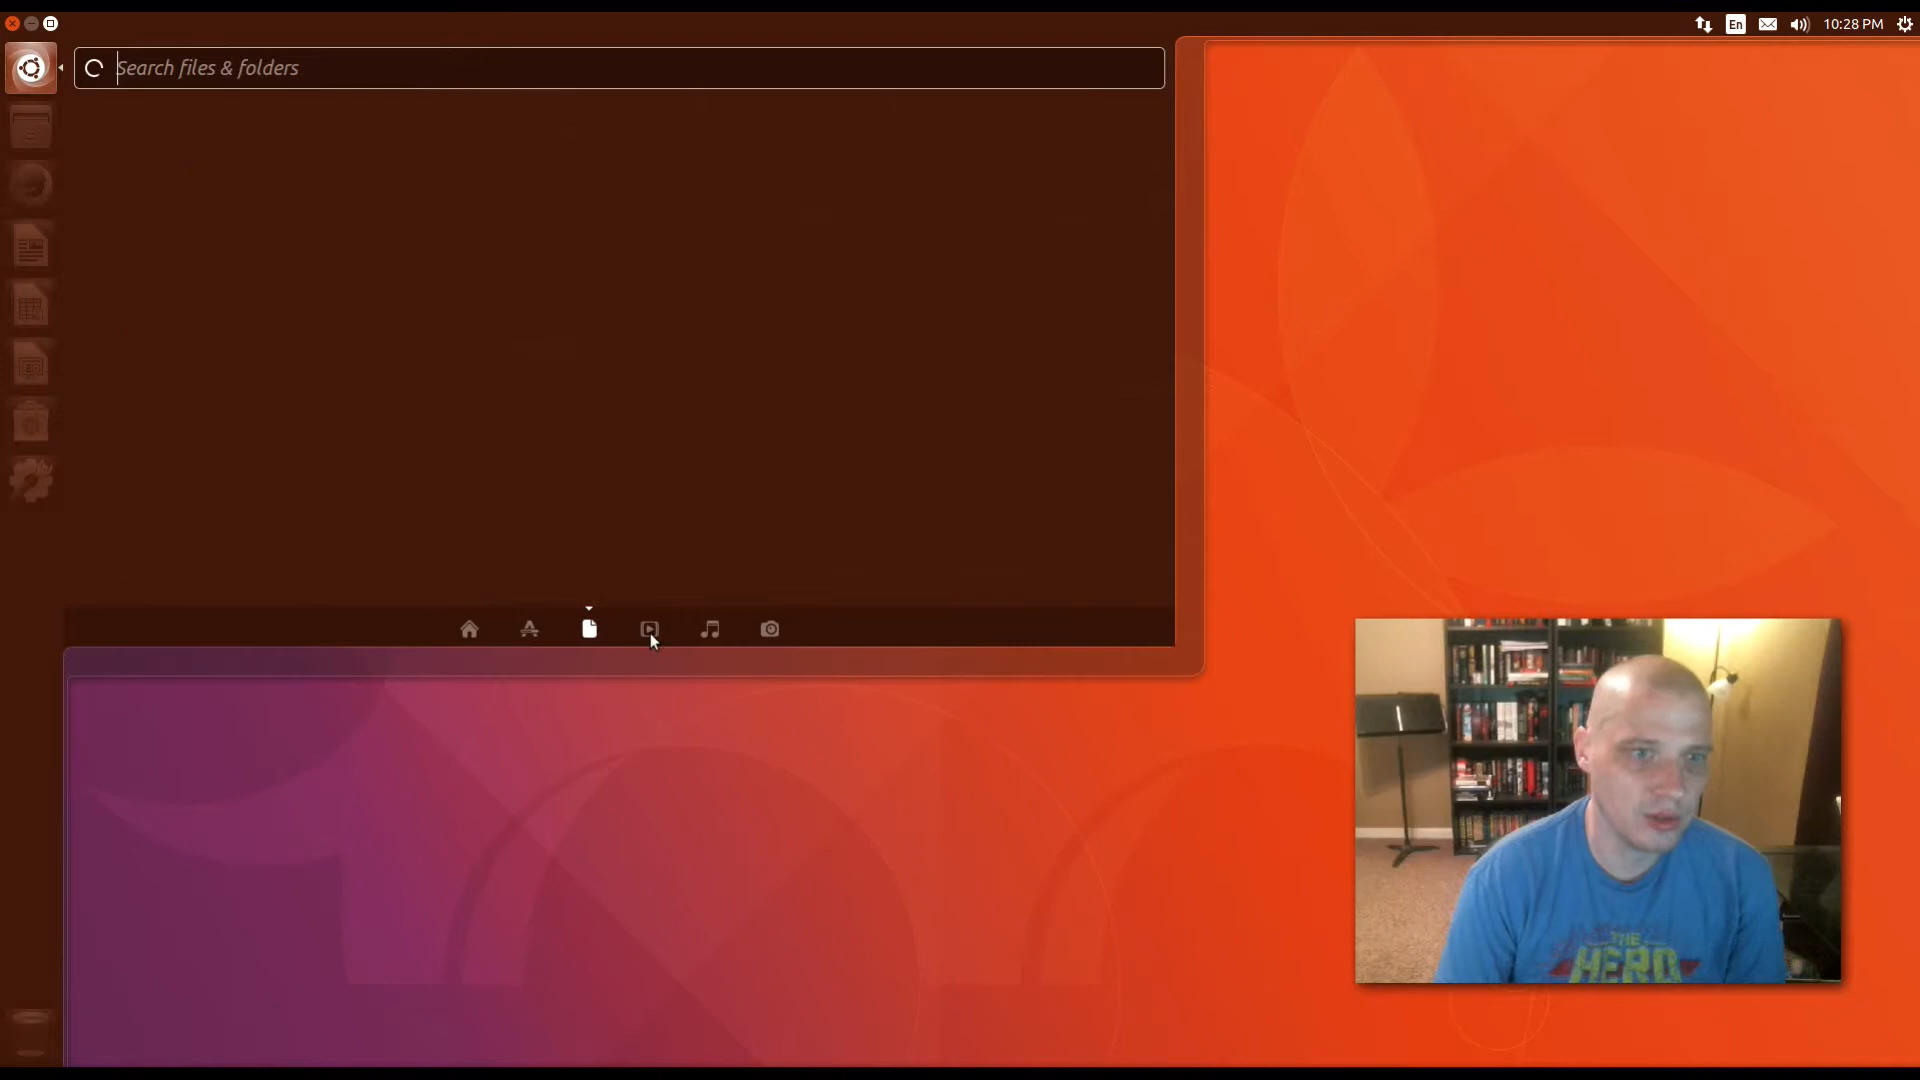 En
10:28 PM
Search files & folders
THE
HERO